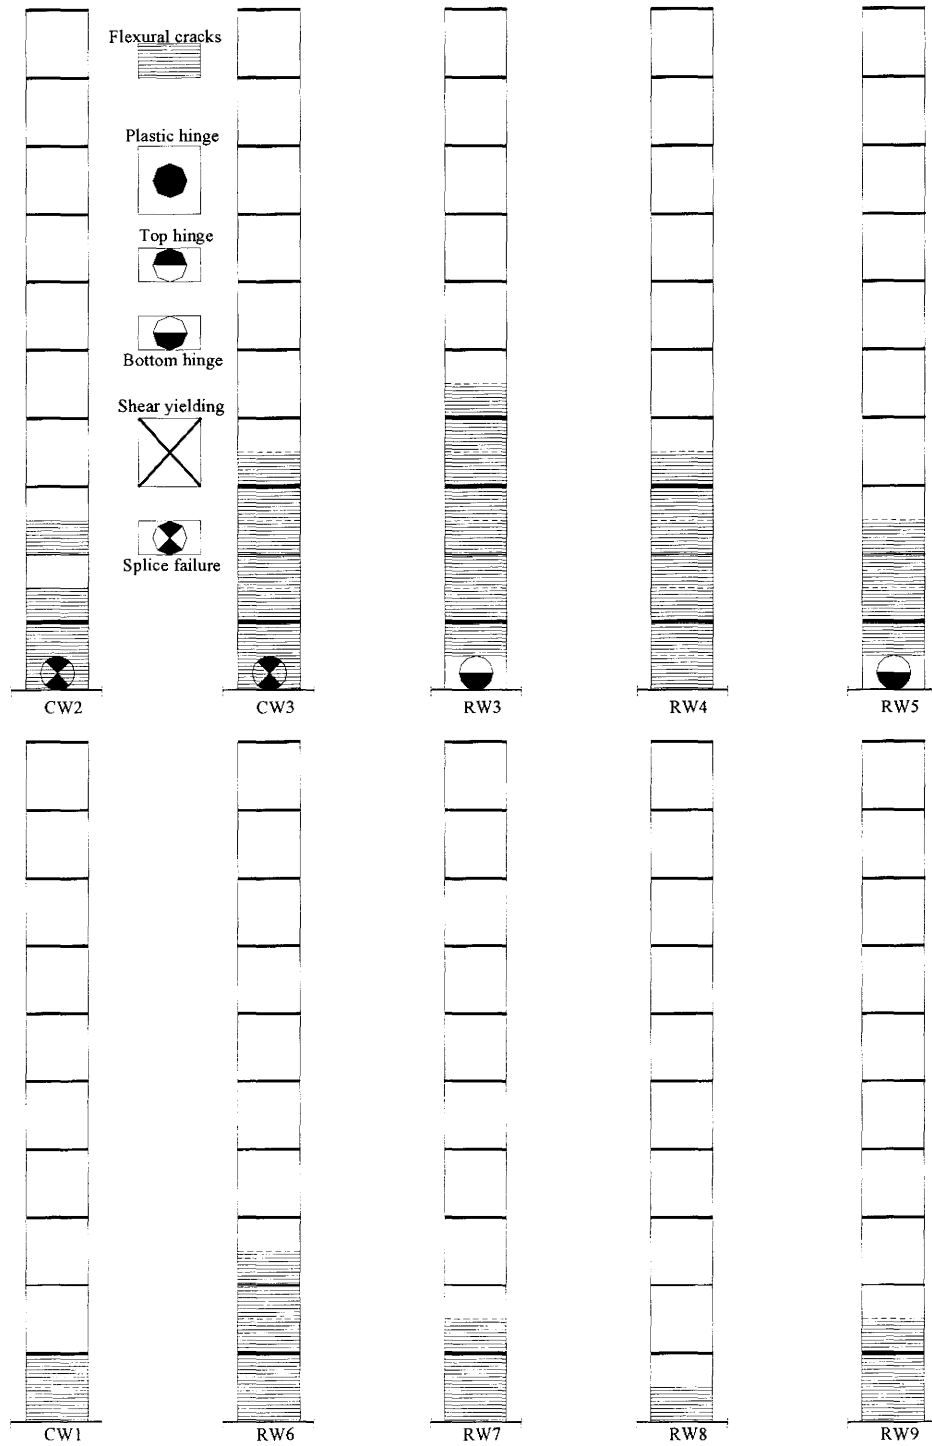 Flexural cracks
Plastic hinge
Top hinge
Bottom hinge
Shear yielding
Splice failure
CW2 CW3 RW3 RW4 RW5
CW1 RW6 RW7 RW8 RW9